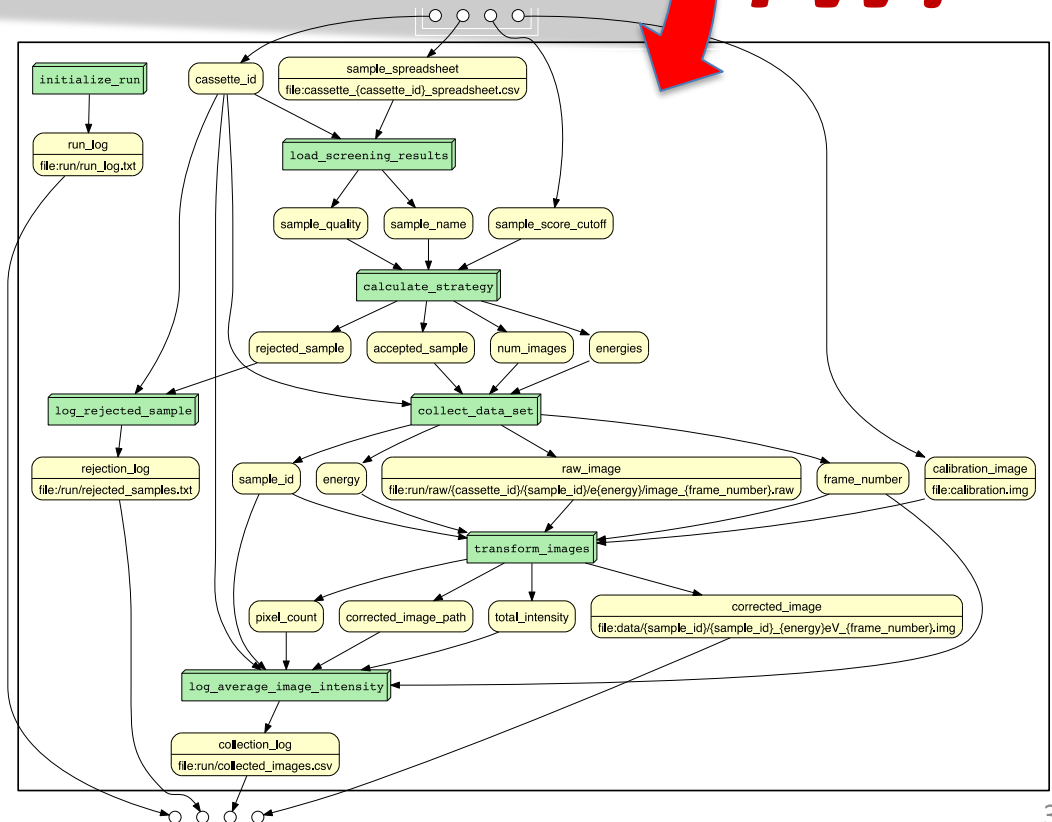 initialize_run
cassette_id
sample_spreadsheet
file:cassette_{cassette_id}_spreadsheet.csv
run_log
file:run/run_log.txt
load_screening_results
sample_quality
sample_name
sample_score_cutoff
calculate_strategy
rejected_sample
accepted_sample
num_images
energies
log_rejected_sample
collect_data_set
rejection_log
file:/run/rejected_samples.txt
sample_id
energy
raw_image
file:run/raw/{cassette_id}/{sample_id}/e{energy}/image_{frame_number}.raw
frame_number
calibration_image
file:calibration.img
transform_images
pixel_count
corrected_image_path
total_intensity
corrected_image
file:data/{sample_id}/{sample_id}_{energy}eV_{frame_number}.img
log_average_image_intensity
collection_log
file:run/collected_images.csv